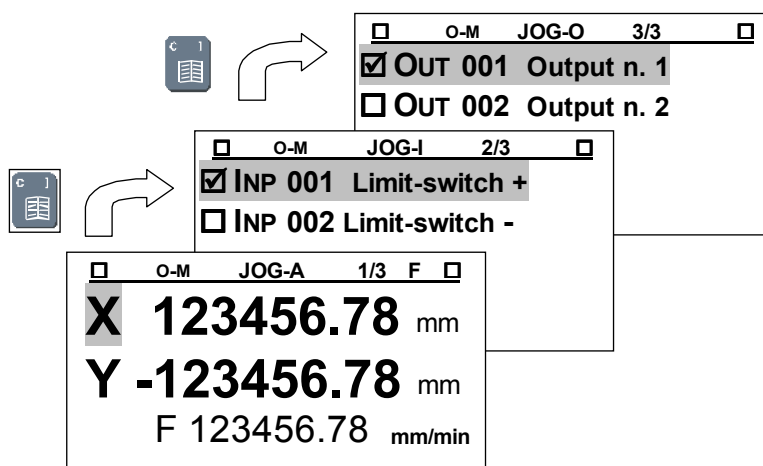 ☐ O-M JOG-O 3/3 ☐
☑ OUT 001 Output n. 1
☐ OUT 002 Output n. 2
☐ O-M JOG-I 2/3 ☐
☑ INP 001 Limit-switch +
☐ INP 002 Limit-switch -
☐ O-M JOG-A 1/3 F ☐
X 123456.78 mm
Y -123456.78 mm
F 123456.78 mm/min